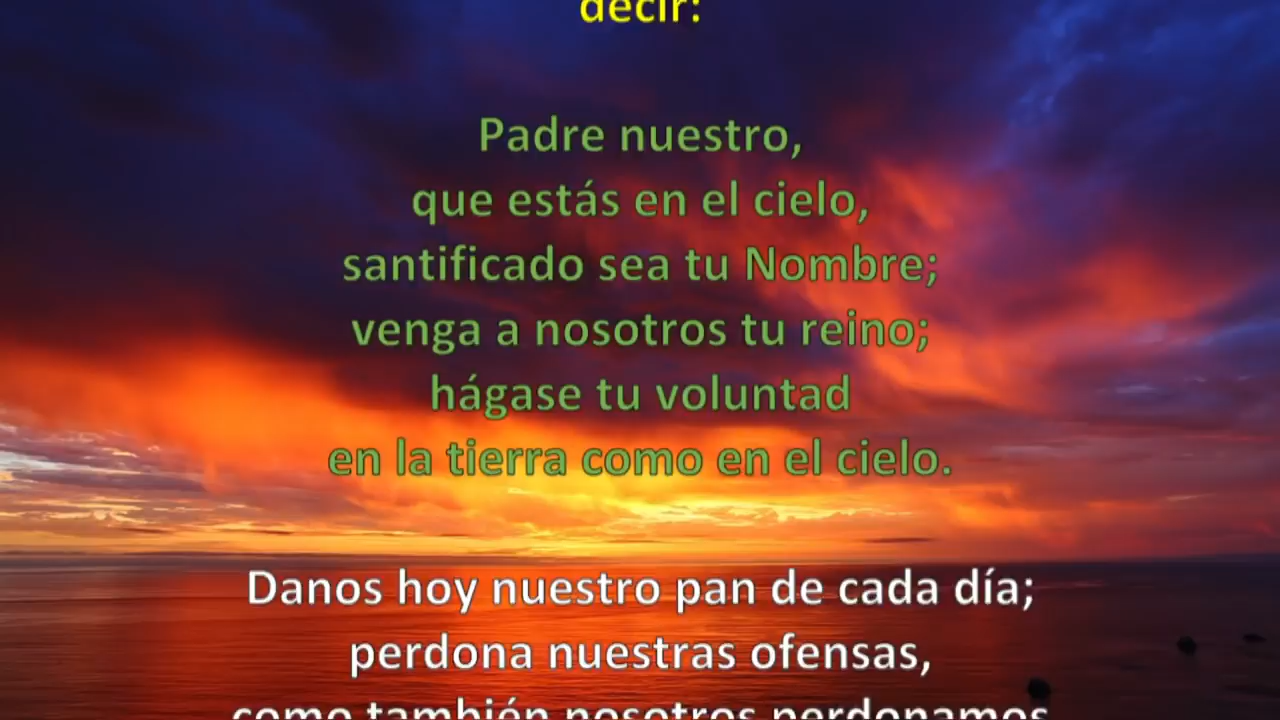 decir:
Padre nuestro,
que estás en el cielo,
santificado sea tu Nombre;
venga a nosotros tu reino;
hágase tu voluntad
en la tierra como en el cielo.
Danos hoy nuestro pan de cada día;
perdona nuestras ofensas,
como también nosotros perdonamos